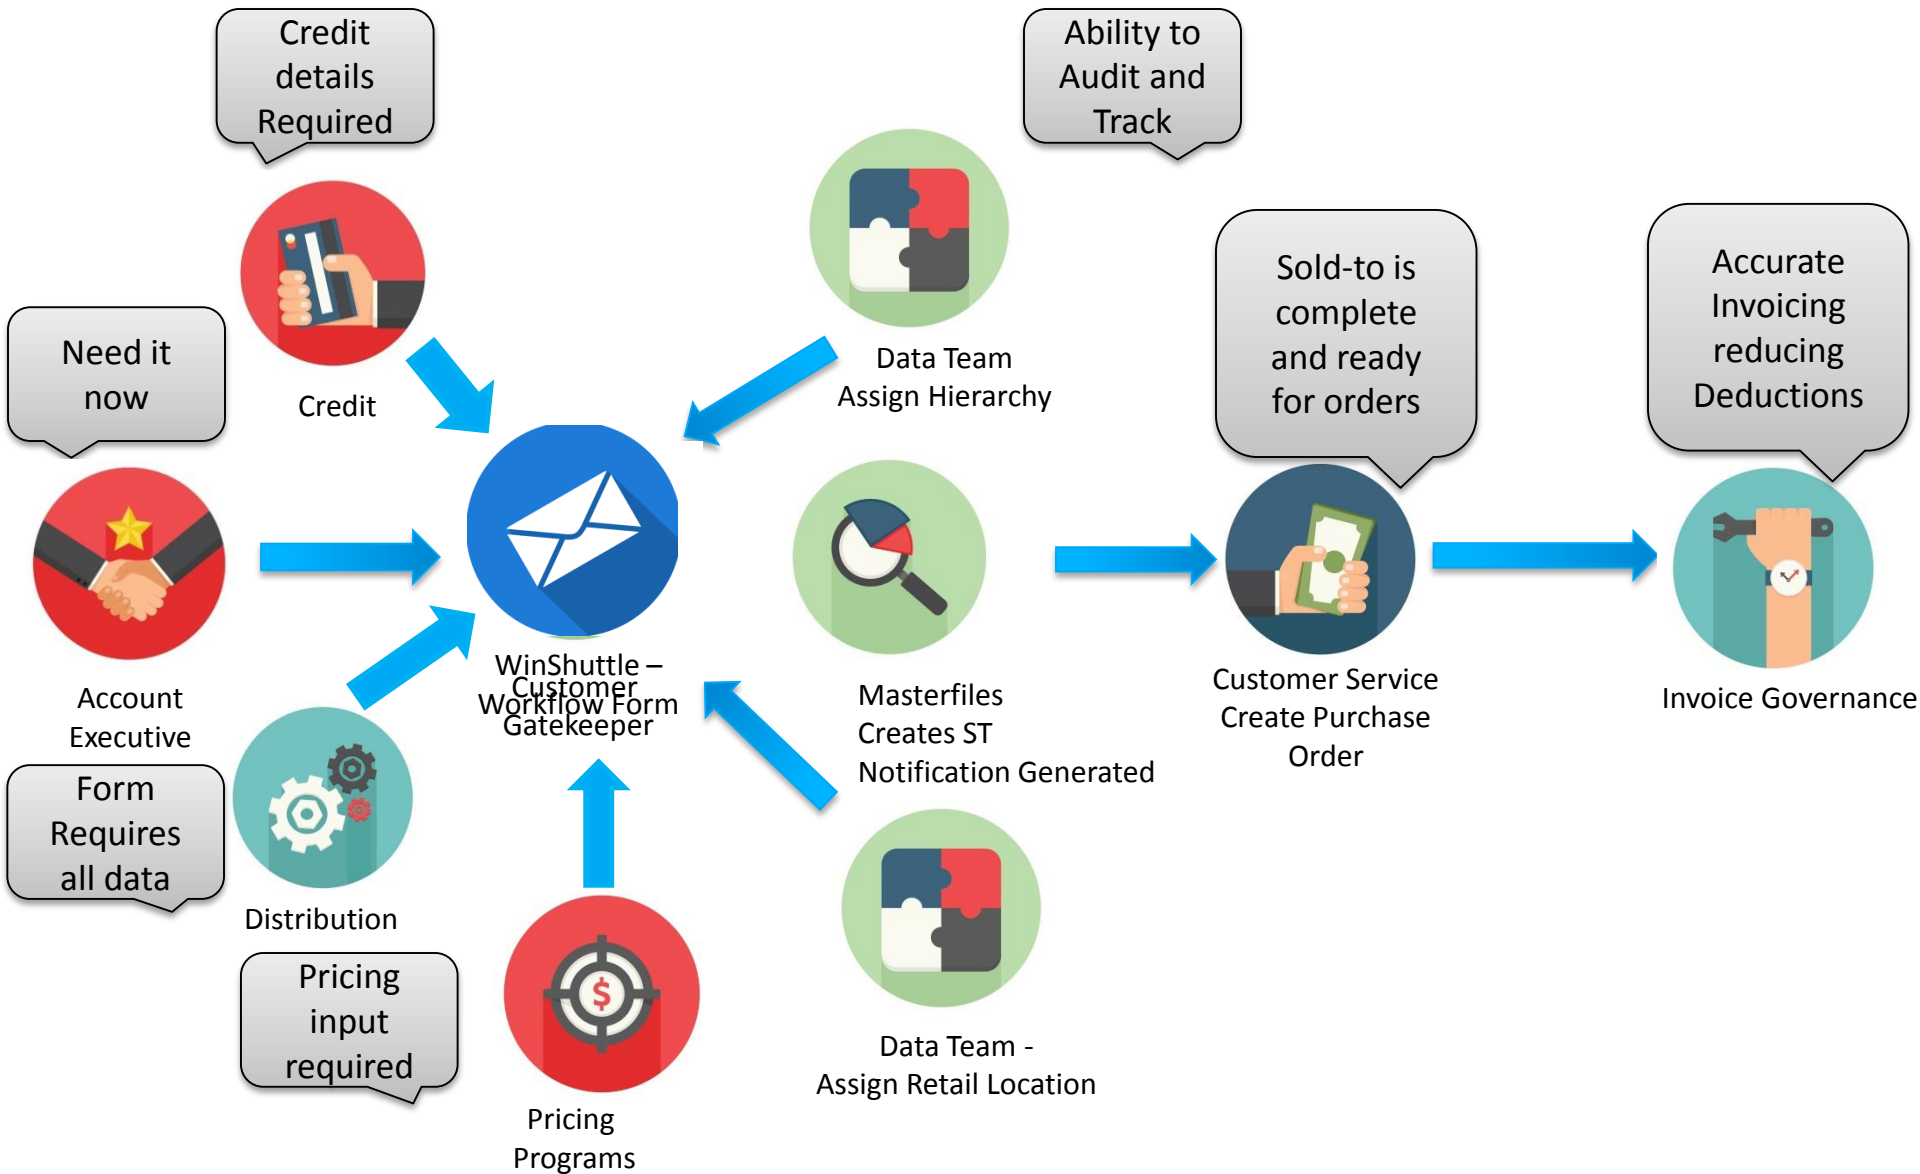 Credit
details
Required
Ability to
Audit and
Track
Need it
now
Credit
Data Team
Assign Hierarchy
Sold-to is
complete
and ready
for orders
Accurate
Invoicing
reducing
Deductions
Account
Executive
WinShuttle –
Workflow Form
Customer
Gatekeeper
Masterfiles
Creates ST
Notification Generated
Customer Service
Create Purchase
Order
Invoice Governance
Form
Requires
all data
Distribution
Pricing
input
required
$
Pricing
Programs
Data Team -
Assign Retail Location